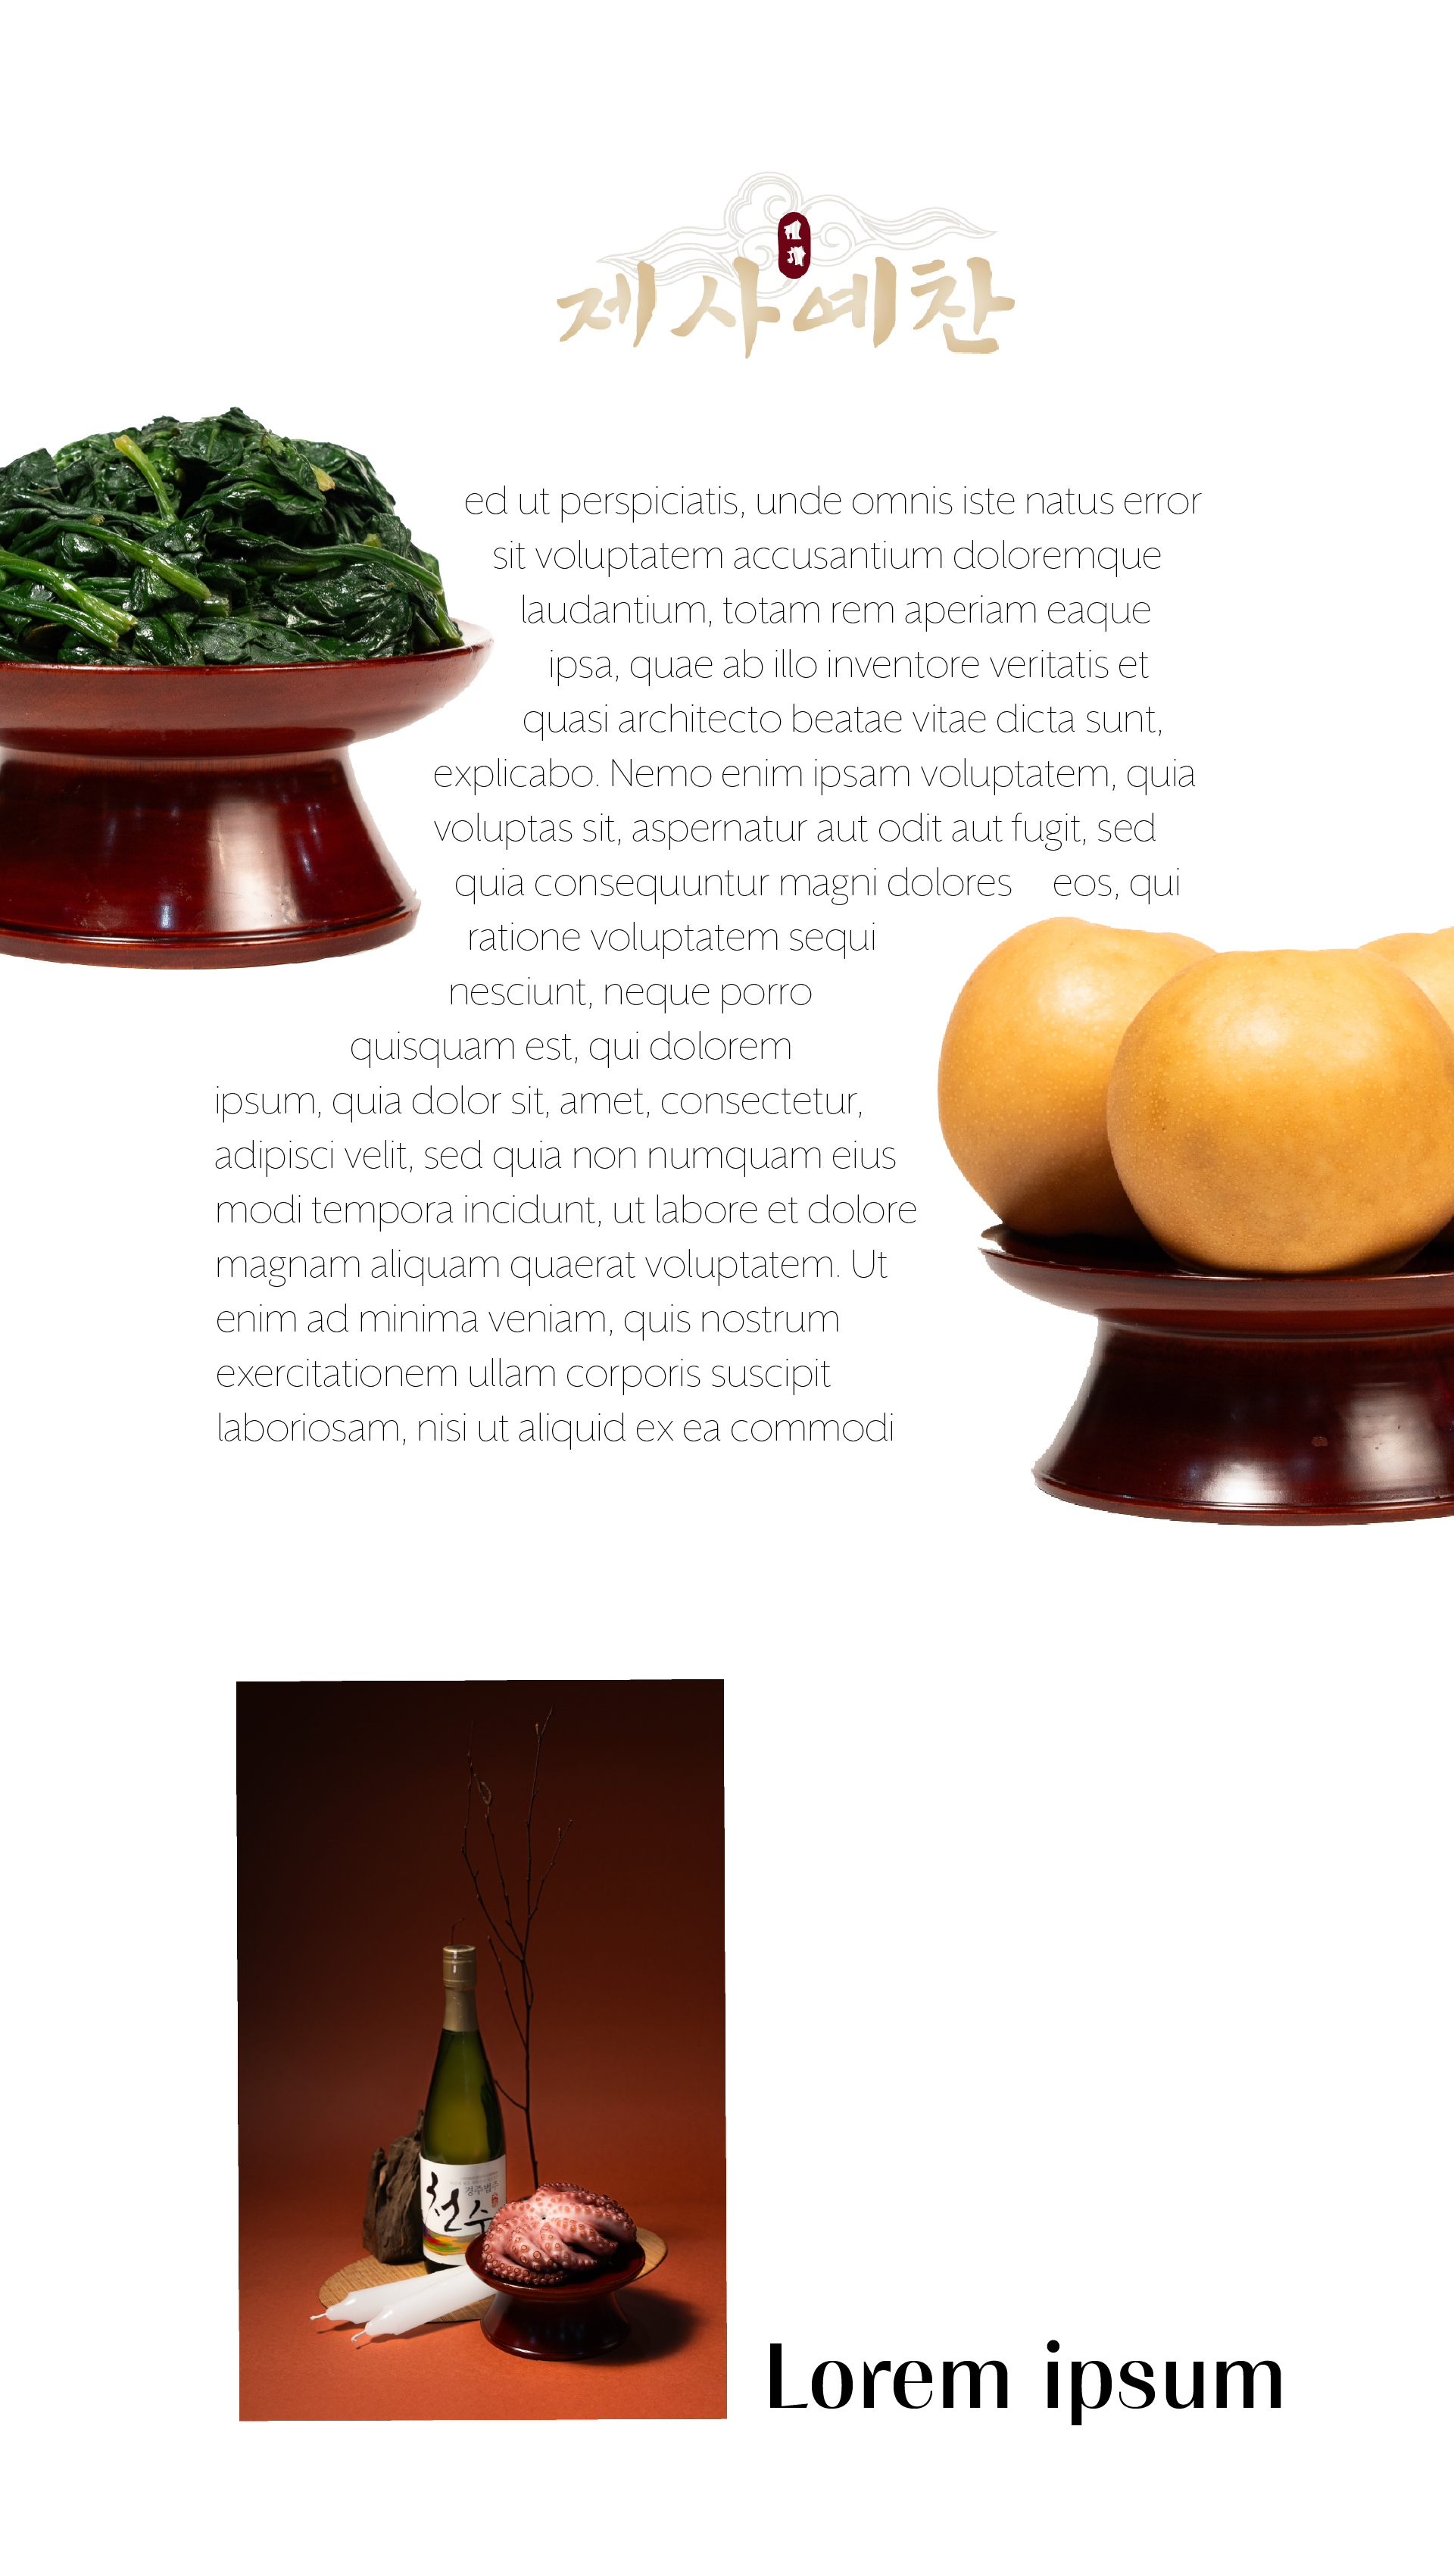 제사예찬
ed ut perspiciatis, unde omnis iste natus error
sit voluptatem accusantium doloremque
laudantium, totam rem aperiam eaque
ipsa, quae ab illo inventore veritatis et
quasi architecto beatae vitae dicta sunt,
explicabo. Nemo enim ipsam voluptatem, quia
voluptas sit, aspernatur aut odit aut fugit, sed
quia consequuntur magni dolores eos, qui
ratione voluptatem sequi
nesciunt, neque porro
quisquam est, qui dolorem
ipsum, quia dolor sit, amet, consectetur,
adipisci velit, sed quia non numquam eius
modi tempora incidunt, ut labore et dolore
magnam aliquam quaerat voluptatem. Ut
enim ad minima veniam, quis nostrum
exercitationem ullam corporis suscipit
laboriosam, nisi ut aliquid ex ea commodi
경주법주
천수
Lorem ipsum